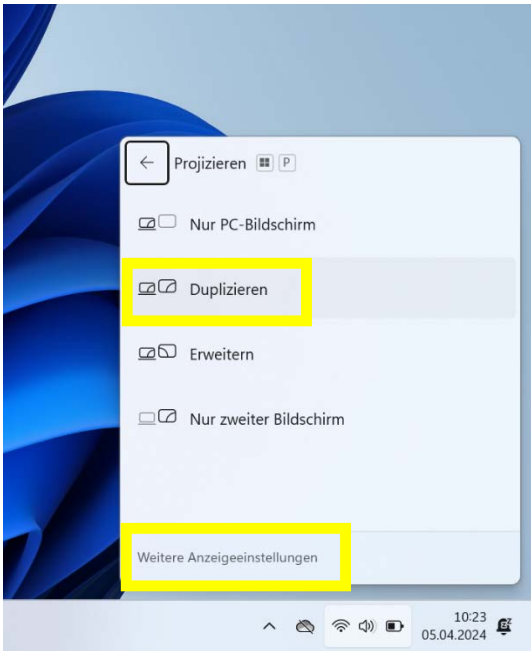 Projizieren P
Nur PC-Bildschirm
Duplizieren
Erweitern
Nur zweiter Bildschirm
Weitere Anzeigeeinstellungen
10:23
05.04.2024